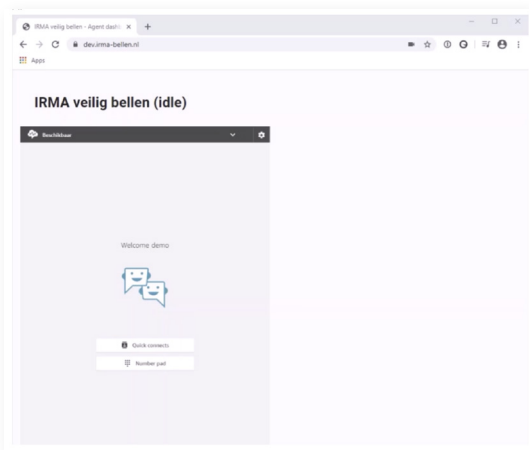 IRMA veilig bellen - Agent dashb
dev.irma-bellen.nl
Apps
IRMA veilig bellen (idle)
Beschikbaar
Welcome demo
Quick connects
Number pad